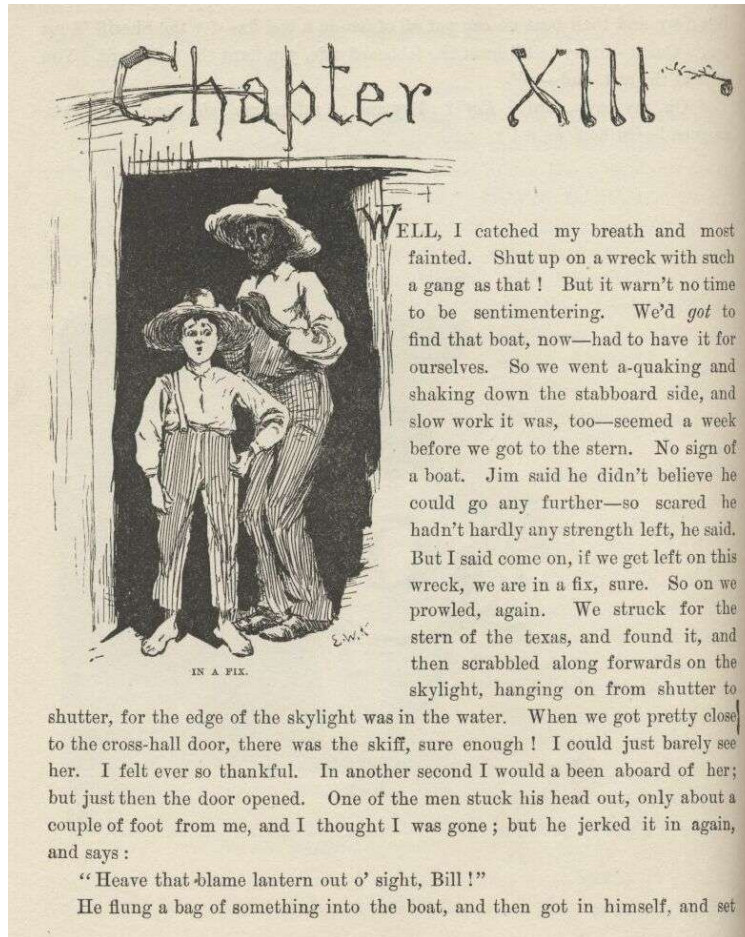 Chapter XIII
WELL, I catched my breath and most
fainted. Shut up on a wreck with such
a gang as that ! But it warn't no time
to be sentimentering. We'd got to
find that boat, now—had to have it for
ourselves. So we went a-quaking and
shaking down the stabboard side, and
slow work it was, too—seemed a week
before we got to the stern. No sign of
a boat. Jim said he didn't believe he
could go any further—so scared he
hadn't hardly any strength left, he said.
But I said come on, if we get left on this
wreck, we are in a fix, sure. So on we
prowled, again. We struck for the
stern of the texas, and found it, and
then scrabbled along forwards on the
skylight, hanging on from shutter to
E.W.K
IN A FIX.
shutter, for the edge of the skylight was in the water. When we got pretty close
to the cross-hall door, there was the skiff, sure enough ! I could just barely see
her. I felt ever so thankful. In another second I would a been aboard of her;
but just then the door opened. One of the men stuck his head out, only about a
couple of foot from me, and I thought I was gone ; but he jerked it in again,
and says :
“Heave that blame lantern out o' sight, Bill !”
He flung a bag of something into the boat, and then got in himself, and set